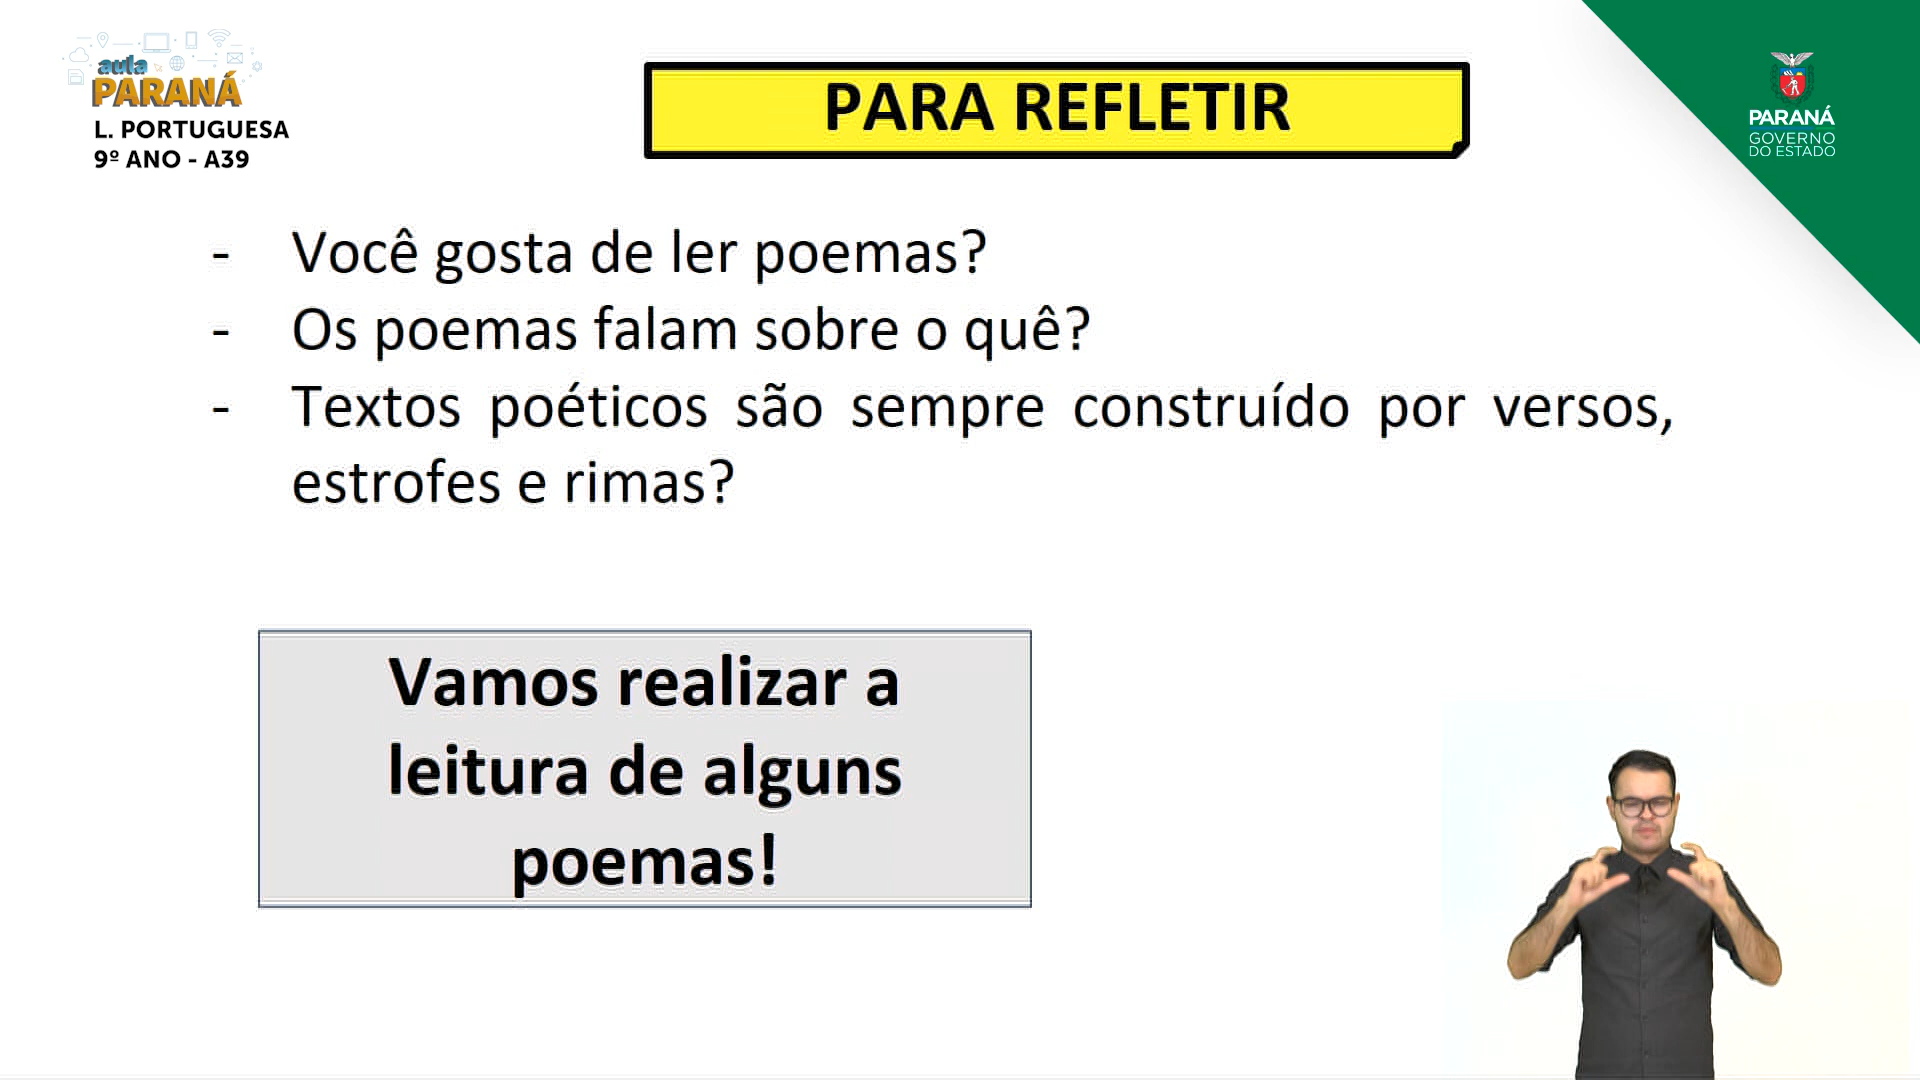 aula
PARANÁ
L. PORTUGUESA
9º ANO - A39
PARA REFLETIR
PARANÁ
GOVERNO
DO ESTADO
- Você gosta de ler poemas?
- Os poemas falam sobre o quê?
- Textos poéticos são sempre construído por versos,
estrofes e rimas?
Vamos realizar a
leitura de alguns
poemas!